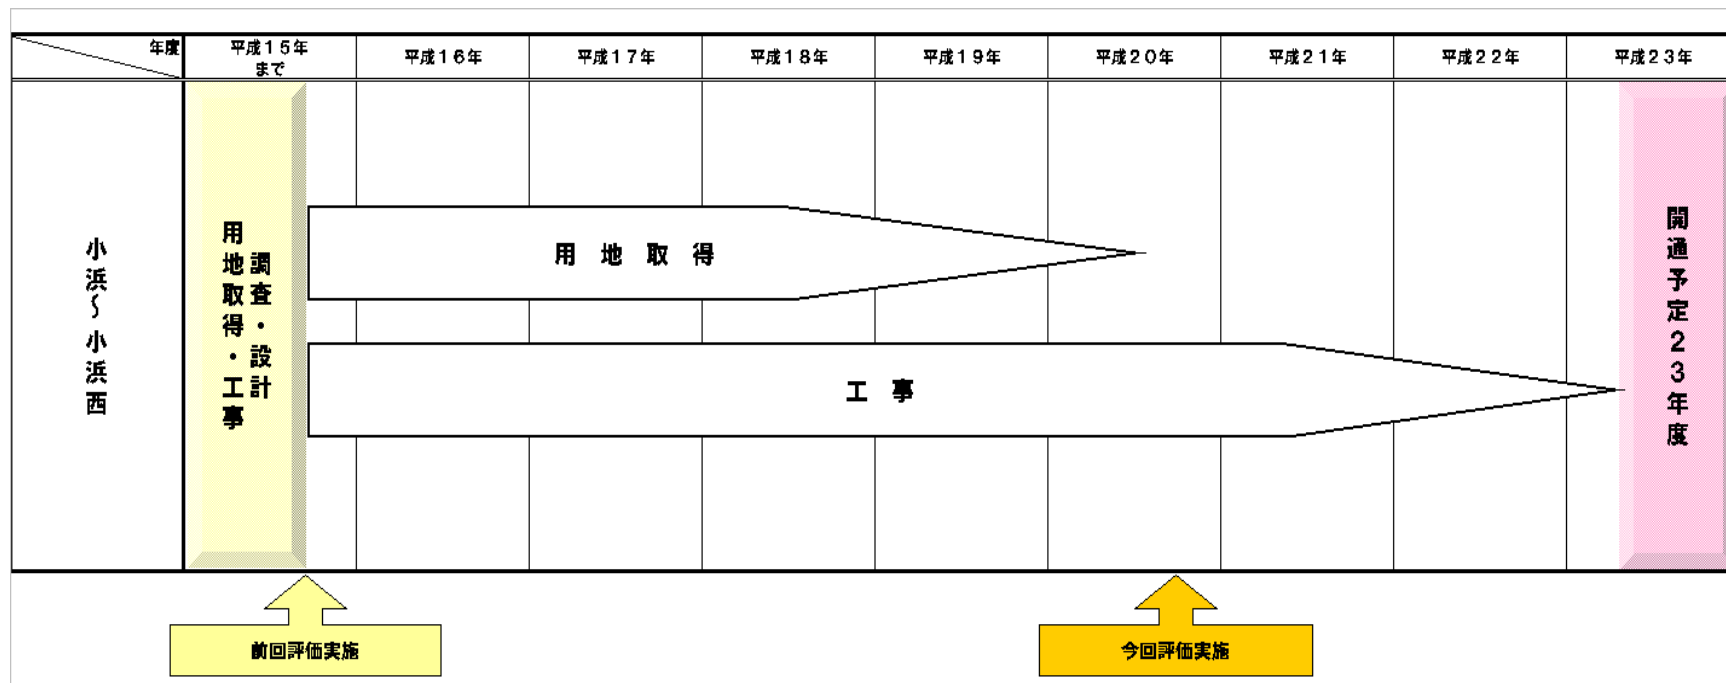 年度
平成１５年
まで
平成１６年
平成１７年
平成１８年
平成１９年
平成２０年
平成２１年
平成２２年
平成２３年
小浜～小浜西
調査・設計
用地取得・工事
用地取得
工事
開通予定２３年度
前回評価実施
今回評価実施